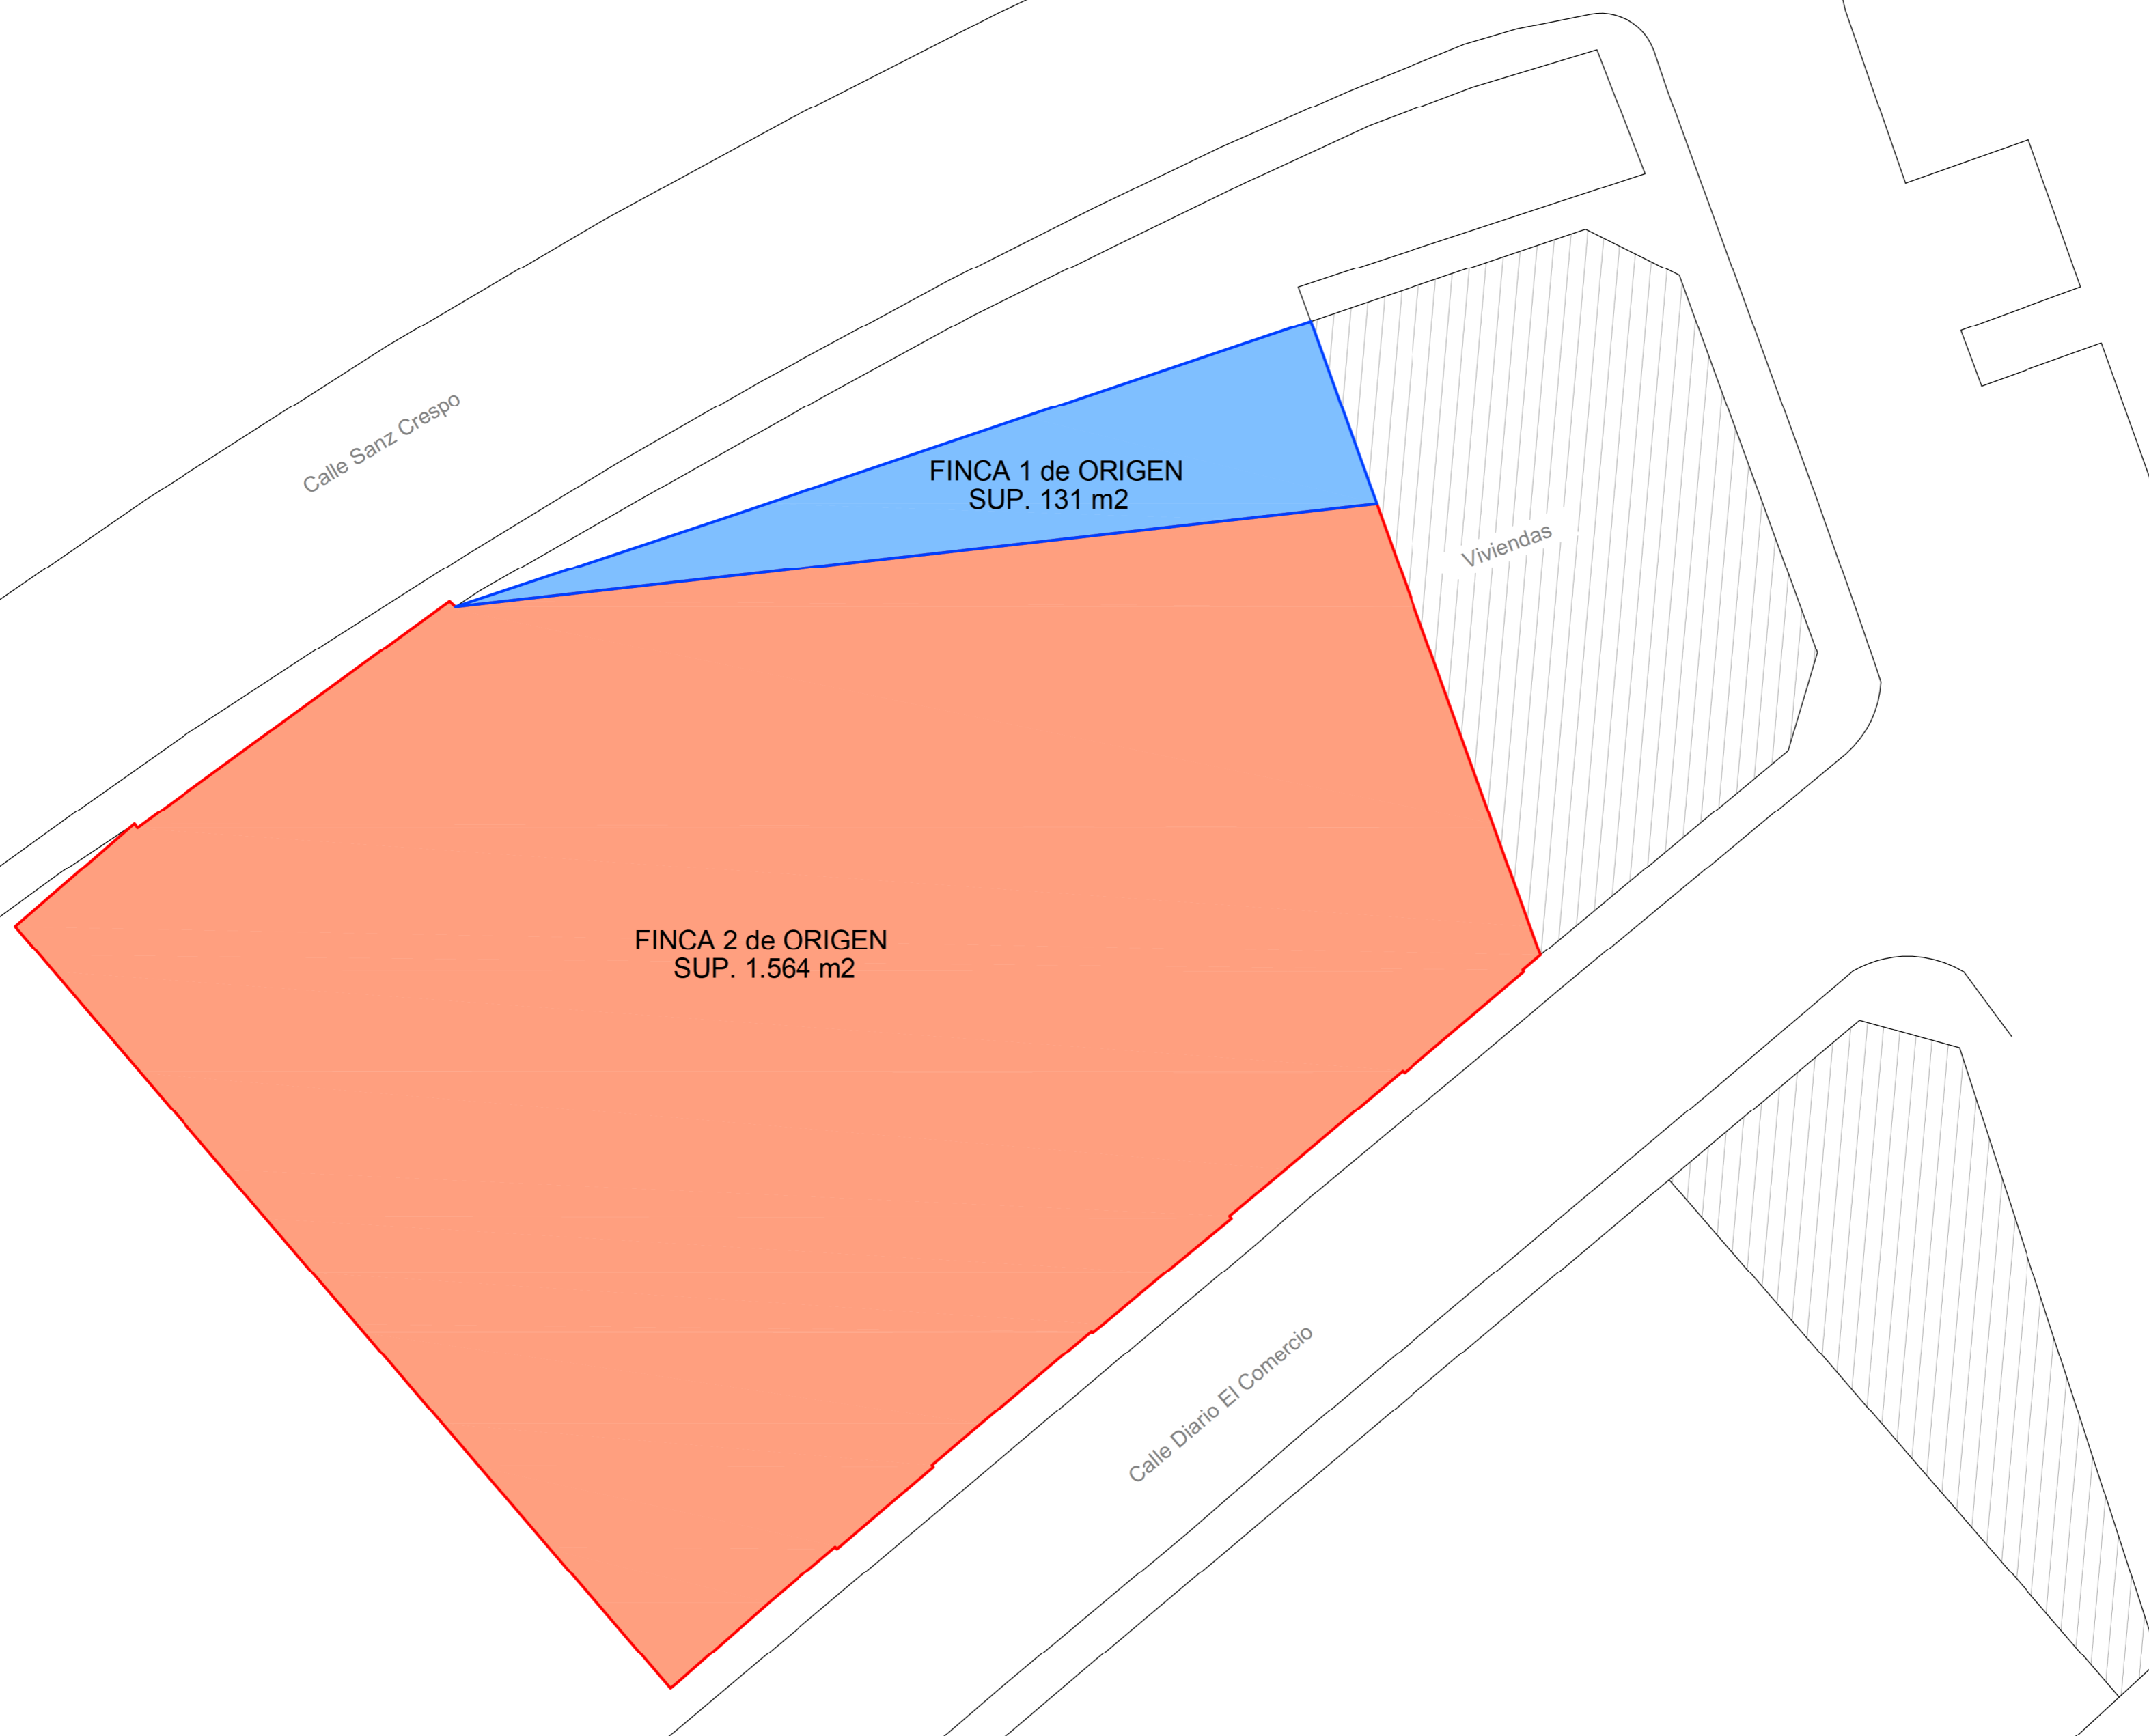 Calle Sanz Crespo
FINCA 1 de ORIGEN
SUP. 131 m2
Viviendas
FINCA 2 de ORIGEN
SUP. 1.564 m2
Calle Diario El Comercio